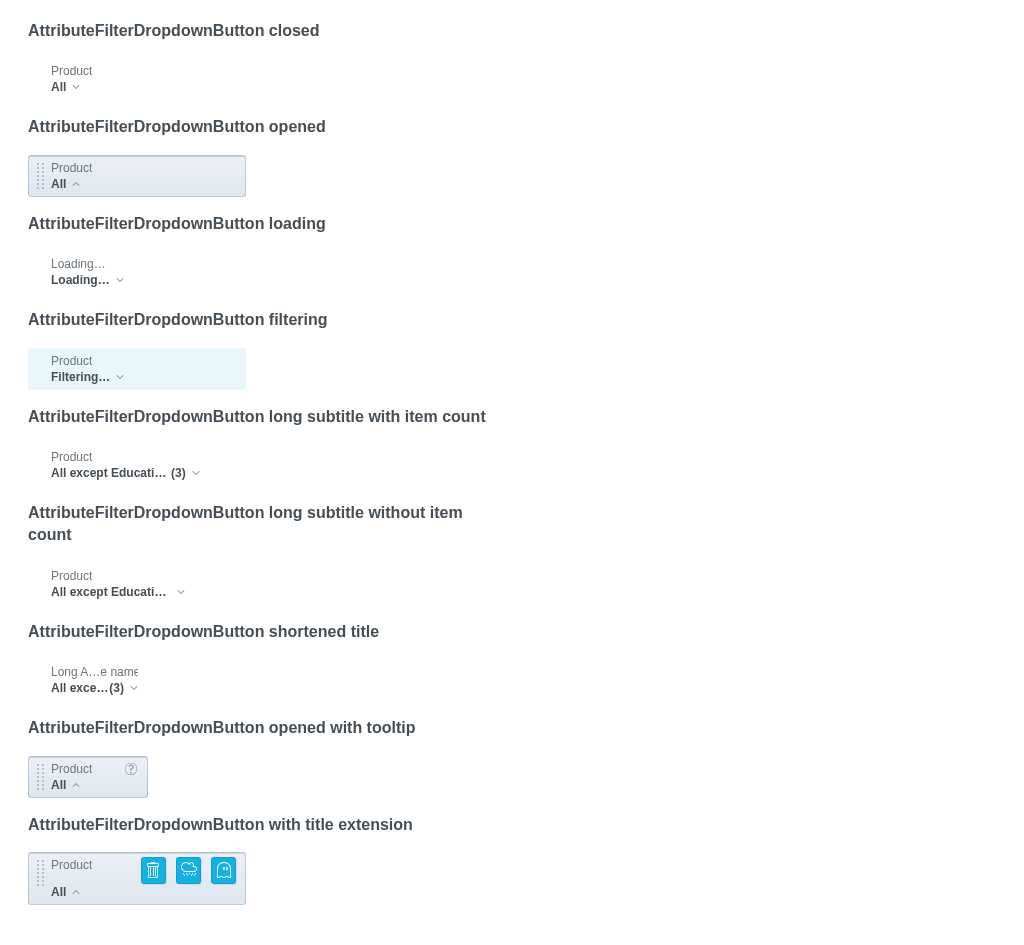 AttributeFilterDropdownButton closed
Product
All
AttributeFilterDropdownButton opened
Product
All
AttributeFilterDropdownButton loading
Loading…
Loading…
AttributeFilterDropdownButton filtering
Product
Filtering…
AttributeFilterDropdownButton long subtitle with item count
Product
All except Educati… (3)
AttributeFilterDropdownButton long subtitle without item
count
Product
All except Educati…
AttributeFilterDropdownButton shortened title
Long A…e name
All exce…(3)
AttributeFilterDropdownButton opened with tooltip
Product ?
All
AttributeFilterDropdownButton with title extension
Product
All